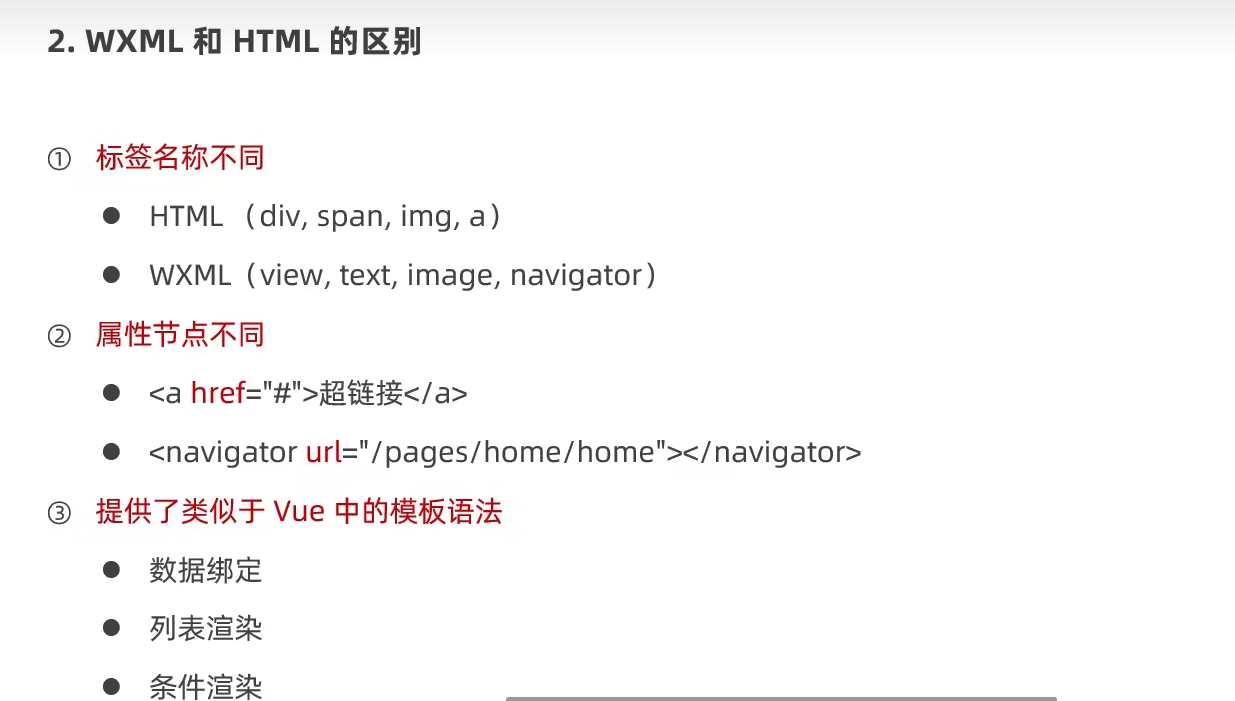 2. WXML 和 HTML 的区别
① 标签名称不同
● HTML （div, span, img, a）
● WXML（view, text, image, navigator）
② 属性节点不同
● <a href="#">超链接</a>
● <navigator url="/pages/home/home"></navigator>
③ 提供了类似于 Vue 中的模板语法
● 数据绑定
● 列表渲染
● 条件渲染